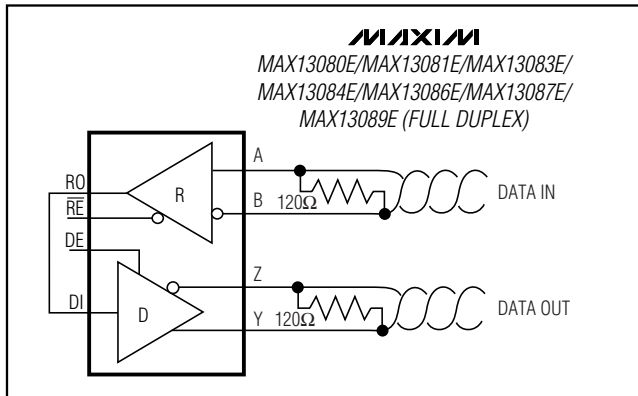 MAXIM
MAX13080E/MAX13081E/MAX13083E/
MAX13084E/MAX13086E/MAX13087E/
MAX13089E (FULL DUPLEX)
A
RO
R
RE
B
120Ω
DATA IN
DE
Z
DI
D
Y
120Ω
DATA OUT